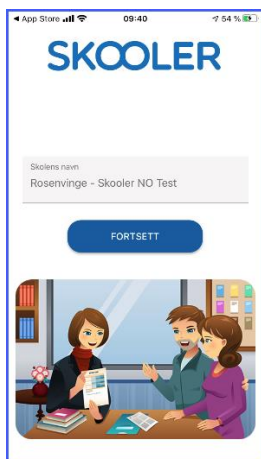 App Store 09:40 54 %
SKOOLER
Skolens navn
Rosenvinge - Skooler NO Test
FORTSETT